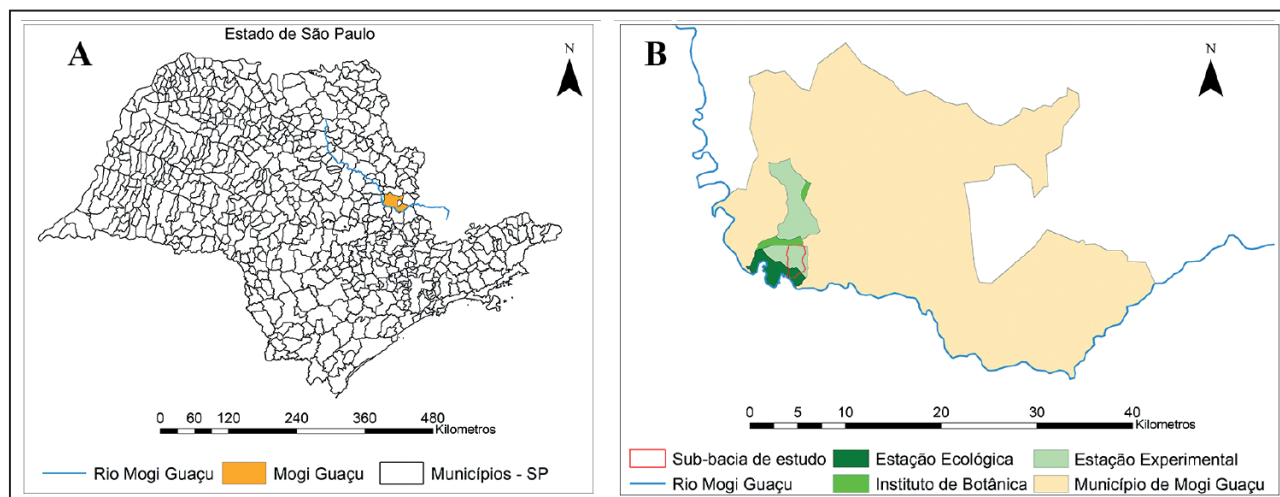 Estado de São Paulo
A
N
0 60 120 240 360 480
Kilometros
Rio Mogi Guaçu
Mogi Guaçu
Municípios - SP
B
N
0 5 10 20 30 40
Kilometros
Sub-bacia de estudo
Estação Ecológica
Estação Experimental
Rio Mogi Guaçu
Instituto de Botânica
Município de Mogi Guaçu